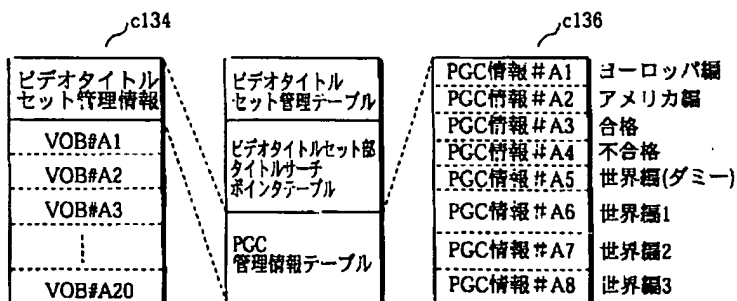 c134
c136
ビデオタイトル
セット管理情報
VOB#A1
VOB#A2
VOB#A3
VOB#A20
ビデオタイトル
セット管理テーブル
ビデオタイトルセット部
タイトルサーチ
ポインタテーブル
PGC
管理情報テーブル
PGC情報#A1 ヨーロッパ編
PGC情報#A2 アメリカ編
PGC情報#A3 合格
PGC情報#A4 不合格
PGC情報#A5 世界編(ダミー)
PGC情報#A6 世界編1
PGC情報#A7 世界編2
PGC情報#A8 世界編3